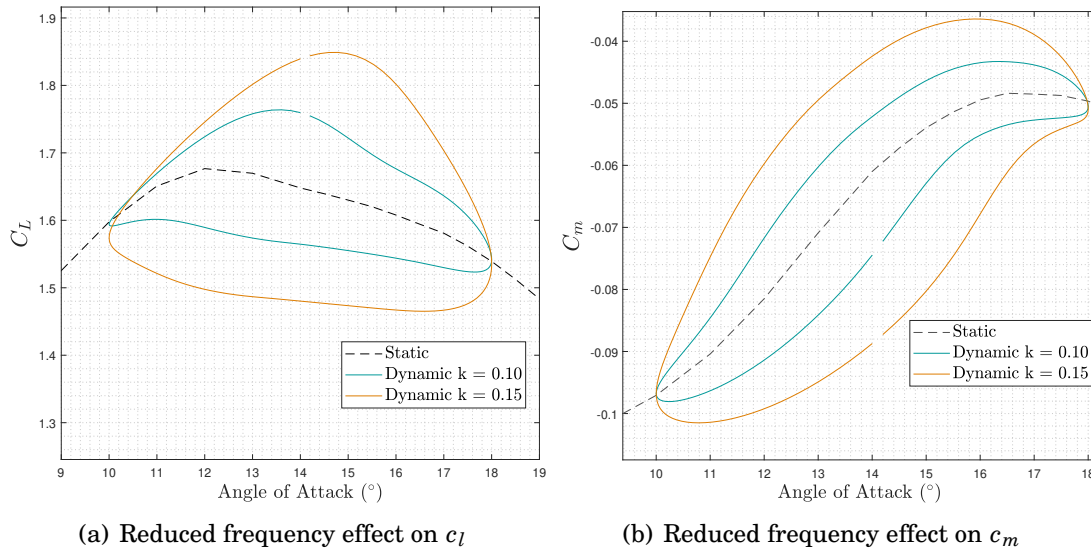 1.9
1.8
1.7
1.6
1.5
1.4
1.3
C_L
9 10 11 12 13 14 15 16 17 18 19
Angle of Attack (°)
Static
Dynamic k = 0.10
Dynamic k = 0.15
(a) Reduced frequency effect on c_l
-0.04
-0.05
-0.06
-0.07
-0.08
-0.09
-0.1
C_m
10 11 12 13 14 15 16 17 18
Angle of Attack (°)
Static
Dynamic k = 0.10
Dynamic k = 0.15
(b) Reduced frequency effect on c_m